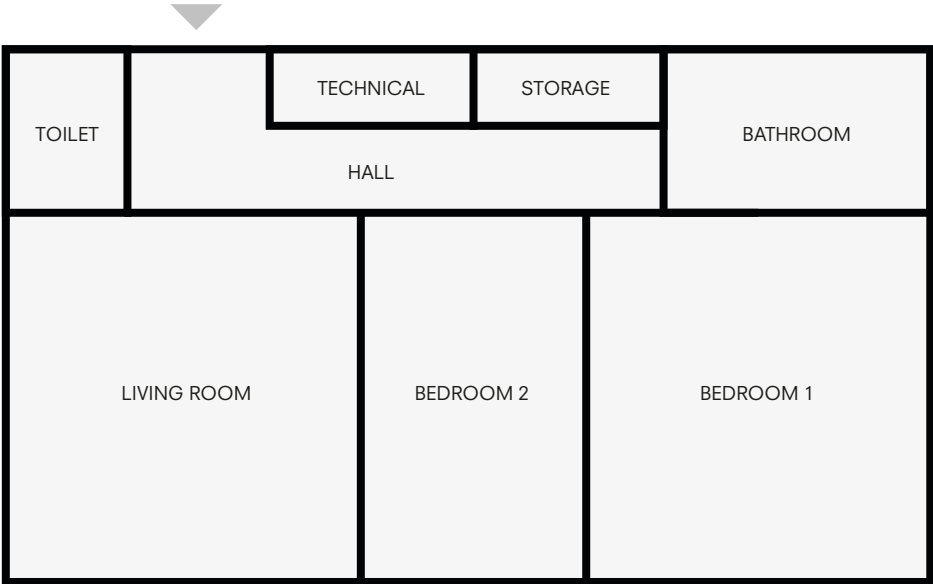 TECHNICAL
STORAGE
TOILET
BATHROOM
HALL
LIVING ROOM
BEDROOM 2
BEDROOM 1